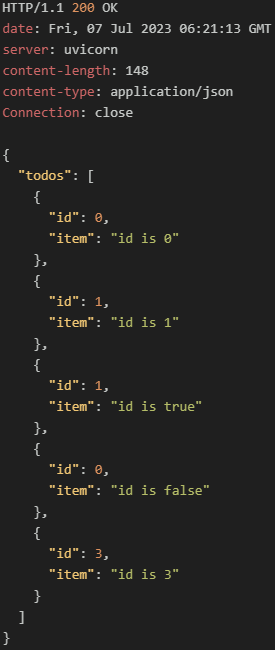 HTTP/1.1 200 OK
date: Fri, 07 Jul 2023 06:21:13 GMT
server: uvicorn
content-length: 148
content-type: application/json
Connection: close

{
  "todos": [
    {
      "id": 0,
      "item": "id is 0"
    },
    {
      "id": 1,
      "item": "id is 1"
    },
    {
      "id": 1,
      "item": "id is true"
    },
    {
      "id": 0,
      "item": "id is false"
    },
    {
      "id": 3,
      "item": "id is 3"
    }
  ]
}